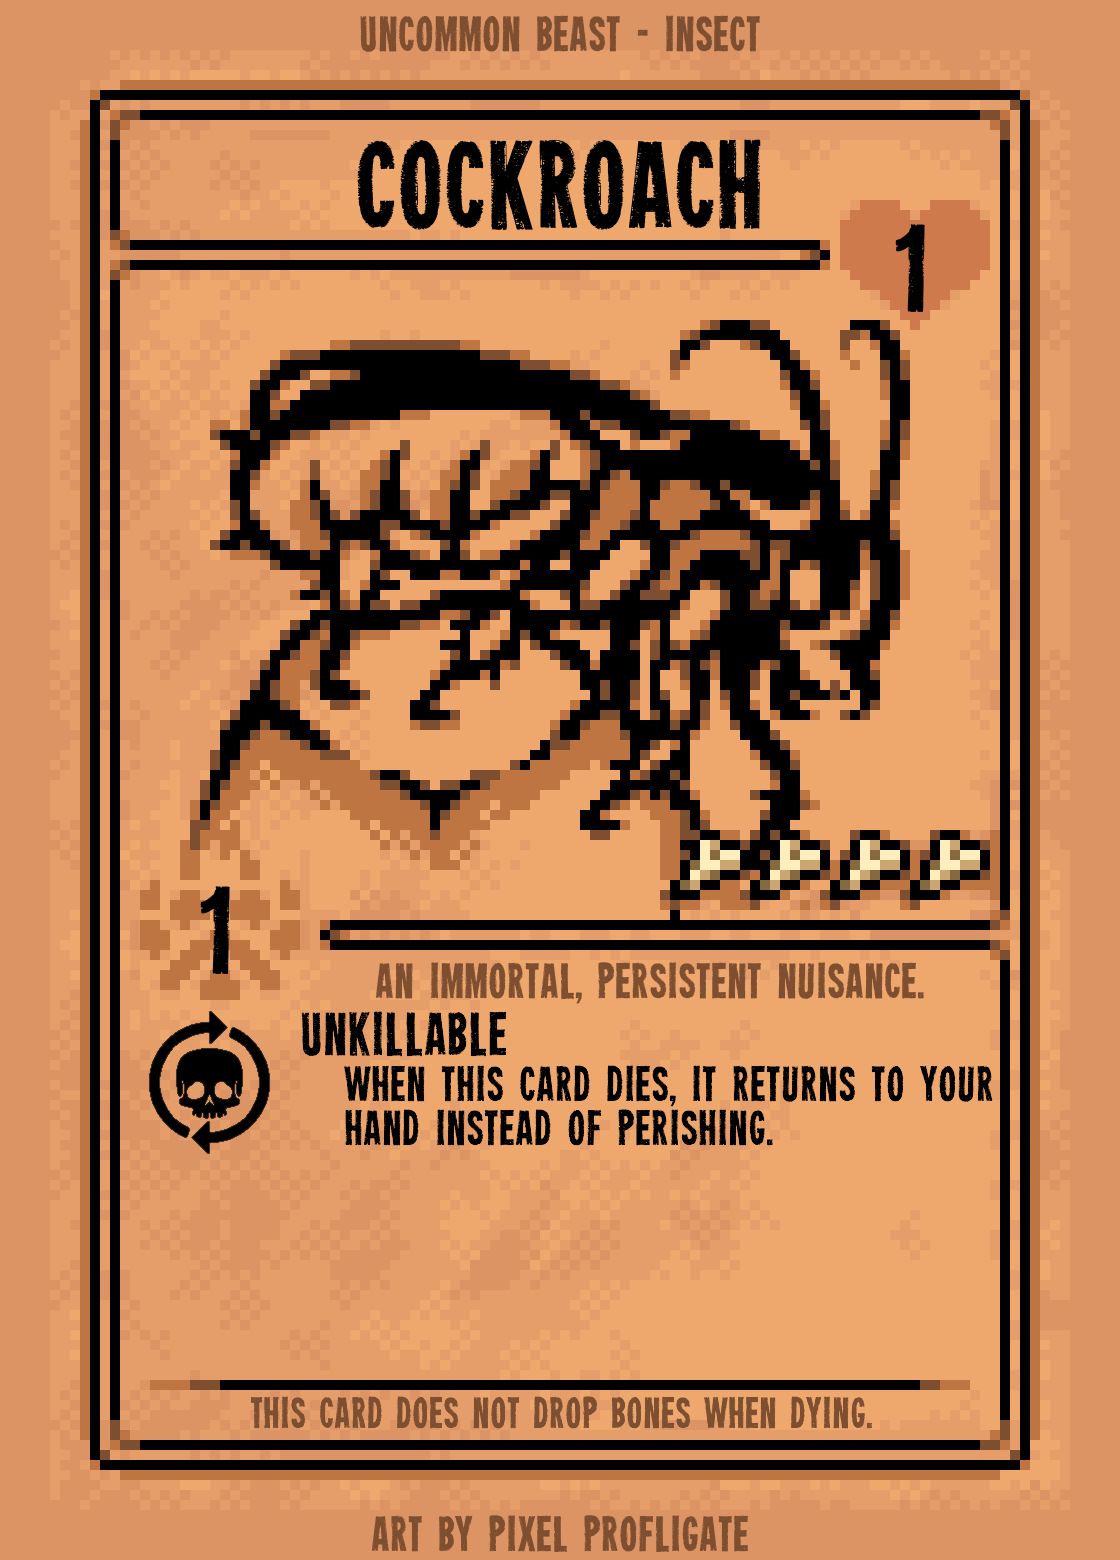 UNCOMMON BEAST - INSECT
COCKROACH
1
1
AN IMMORTAL, PERSISTENT NUISANCE.
UNKILLABLE
WHEN THIS CARD DIES, IT RETURNS TO YOUR
HAND INSTEAD OF PERISHING.
THIS CARD DOES NOT DROP BONES WHEN DYING.
ART BY PIXEL PROFLIGATE